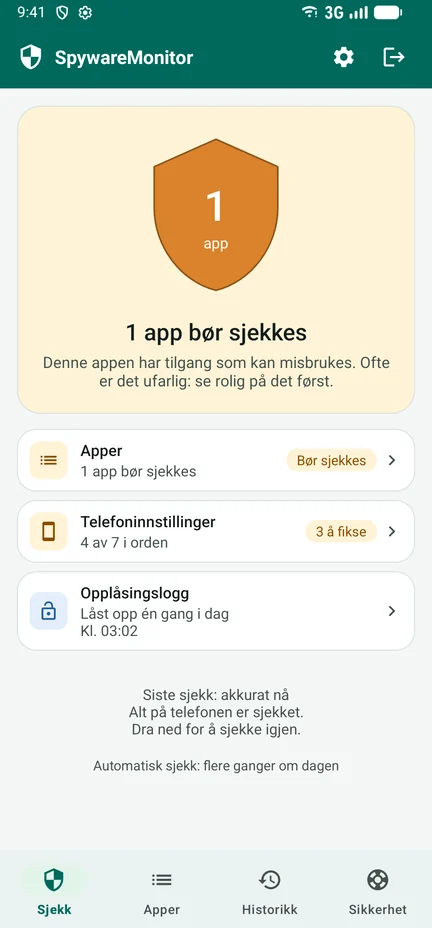 9:41
3G
SpywareMonitor
1
app
1 app bør sjekkes
Denne appen har tilgang som kan misbrukes. Ofte
er det ufarlig: se rolig på det først.
Apper
1 app bør sjekkes
Bør sjekkes
Telefoninnstillinger
4 av 7 i orden
3 å fikse
Opplåsingslogg
Låst opp én gang i dag
Kl. 03:02
Siste sjekk: akkurat nå
Alt på telefonen er sjekket.
Dra ned for å sjekke igjen.
Automatisk sjekk: flere ganger om dagen
Sjekk
Apper
Historikk
Sikkerhet